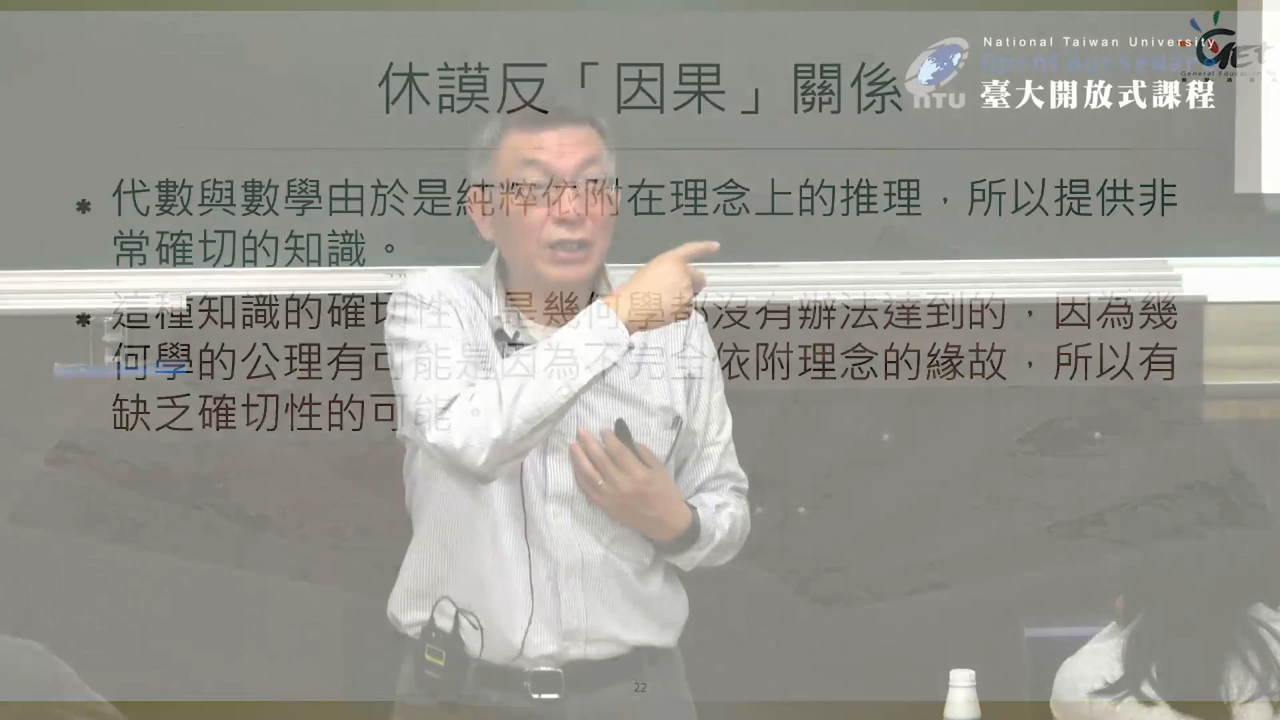 National Taiwan University
OpenCourseWare
NTU 臺大開放式課程
General Education
休謨反「因果」關係
* 代數與數學由於是純粹依附在理念上的推理，所以提供非
常確切的知識。
* 這種知識的確切性，是幾何學都沒有辦法達到的，因為幾
何學的公理有可能是因為不完全依附理念的緣故，所以有
缺乏確切性的可能。
22